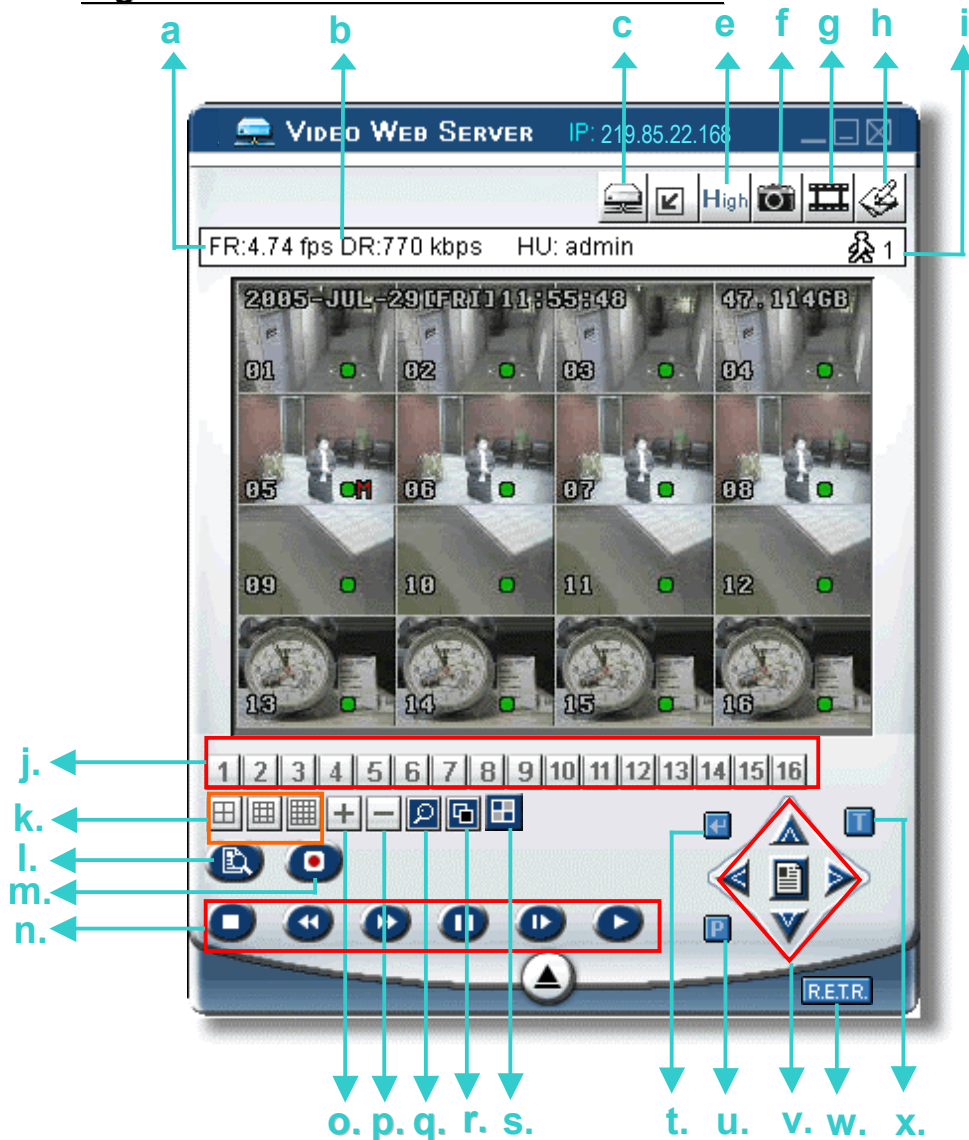 a b c e f g h i
VIDEO WEB SERVER IP: 219.85.22.168
High
FR:4.74 fps DR:770 kbps HU: admin 1
2005-JUL-29[FRI]11:55:48 47.114GB
01 02 03 04
05 M 06 07 08
09 10 11 12
13 14 15 16
j. 1 2 3 4 5 6 7 8 9 10 11 12 13 14 15 16
k.
T
l.
m.
n.
P
R.E.T.R.
o. p. q. r. s. t. u. v. w. x.